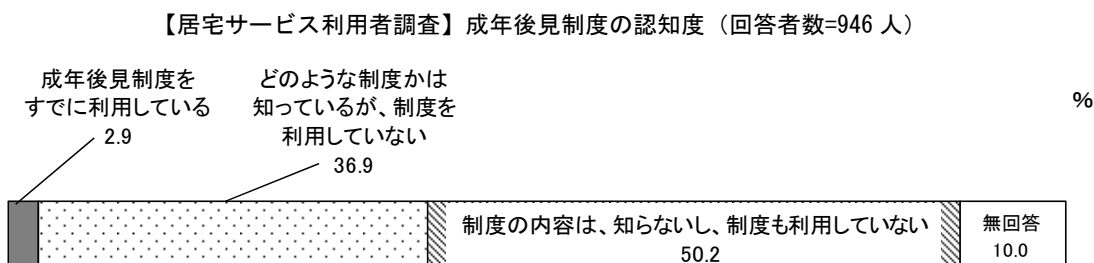 【居宅サービス利用者調査】成年後見制度の認知度（回答者数=946 人）
成年後見制度を
すでに利用している
2.9
どのような制度かは
知っているが、制度を
利用していない
36.9
%
制度の内容は、知らないし、制度も利用していない
50.2
無回答
10.0